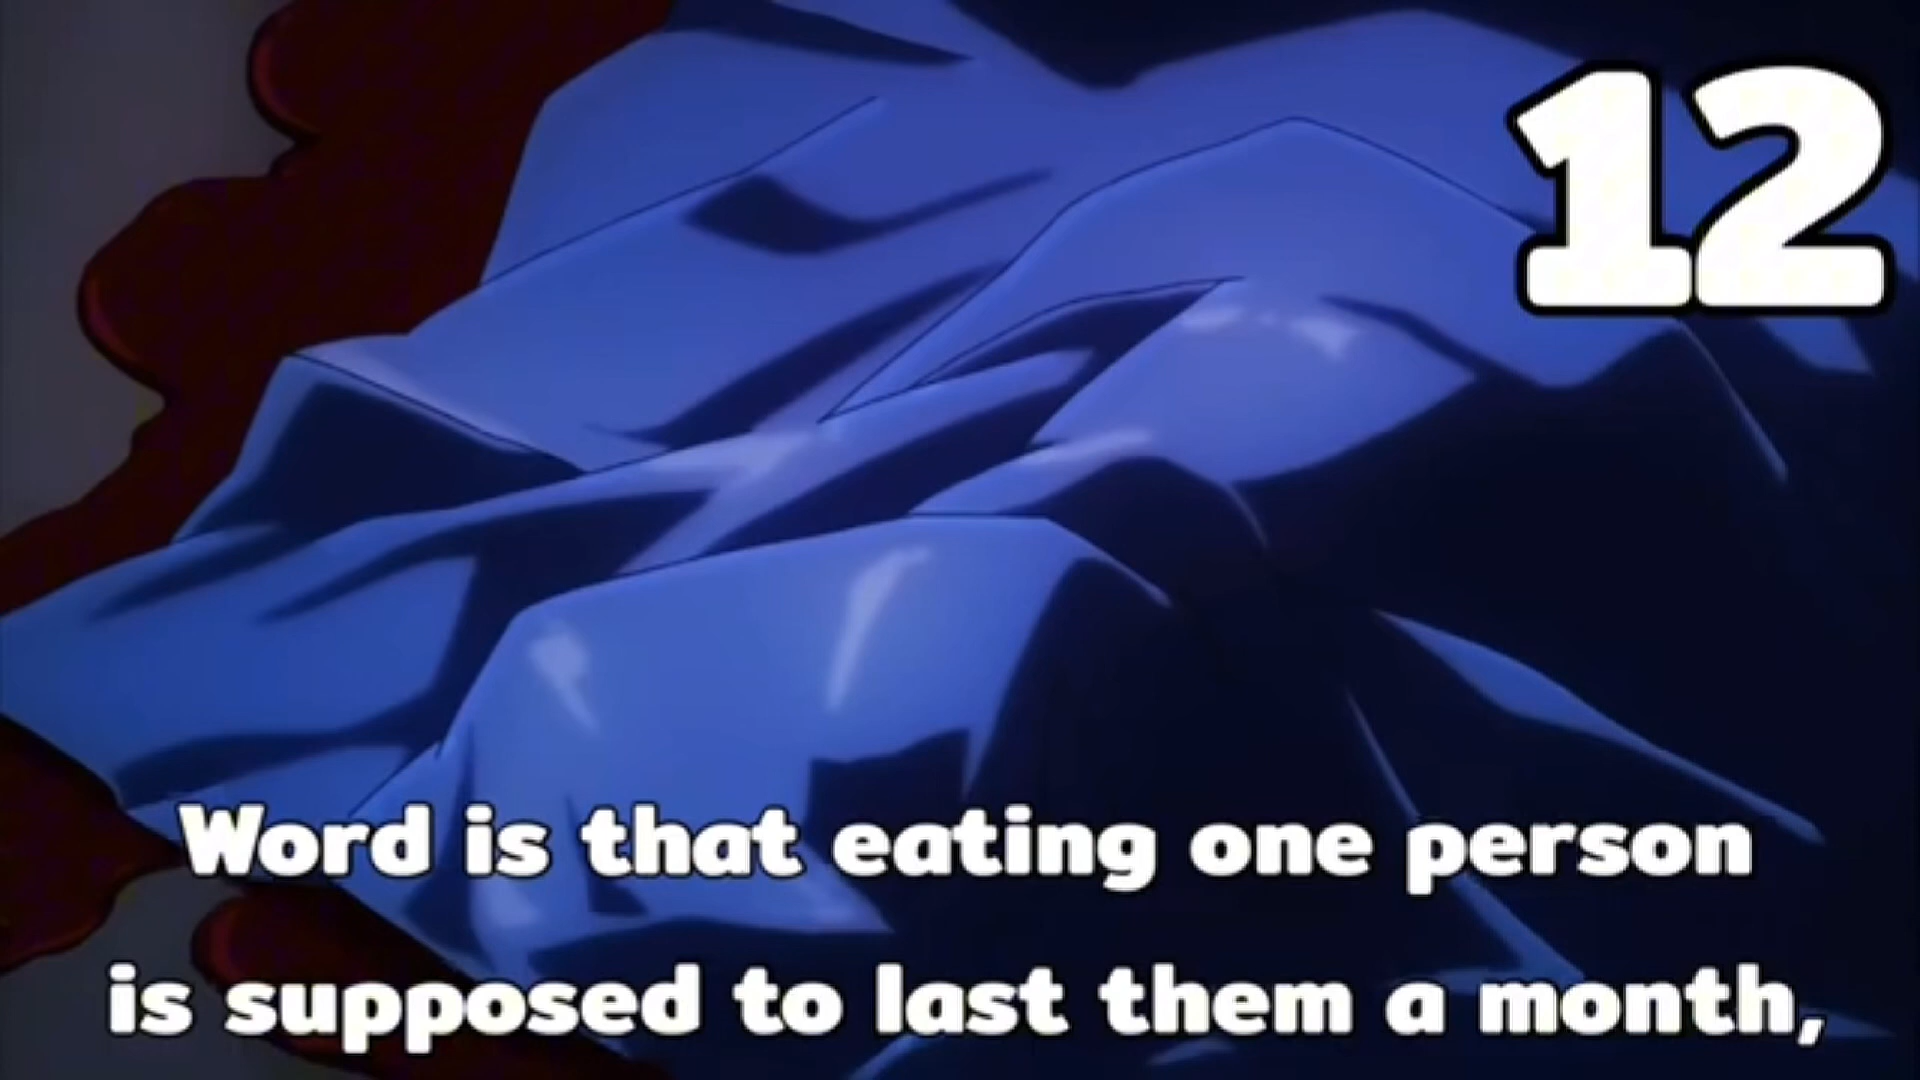 12
Word is that eating one person
is supposed to last them a month,